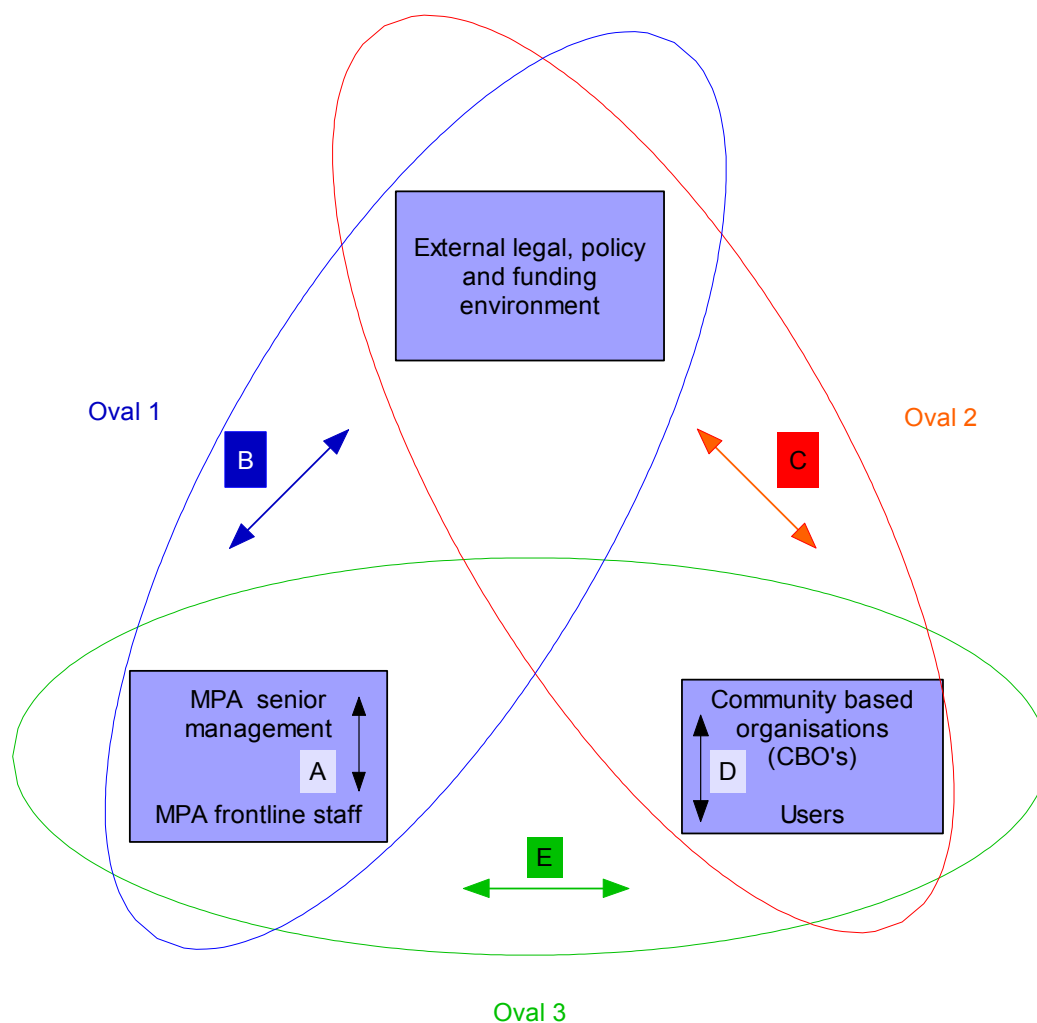 External legal, policy
and funding
environment
Oval 1
Oval 2
B
C
MPA  senior
management
A
MPA frontline staff
Community based
organisations
(CBO's)
D
Users
E
Oval 3